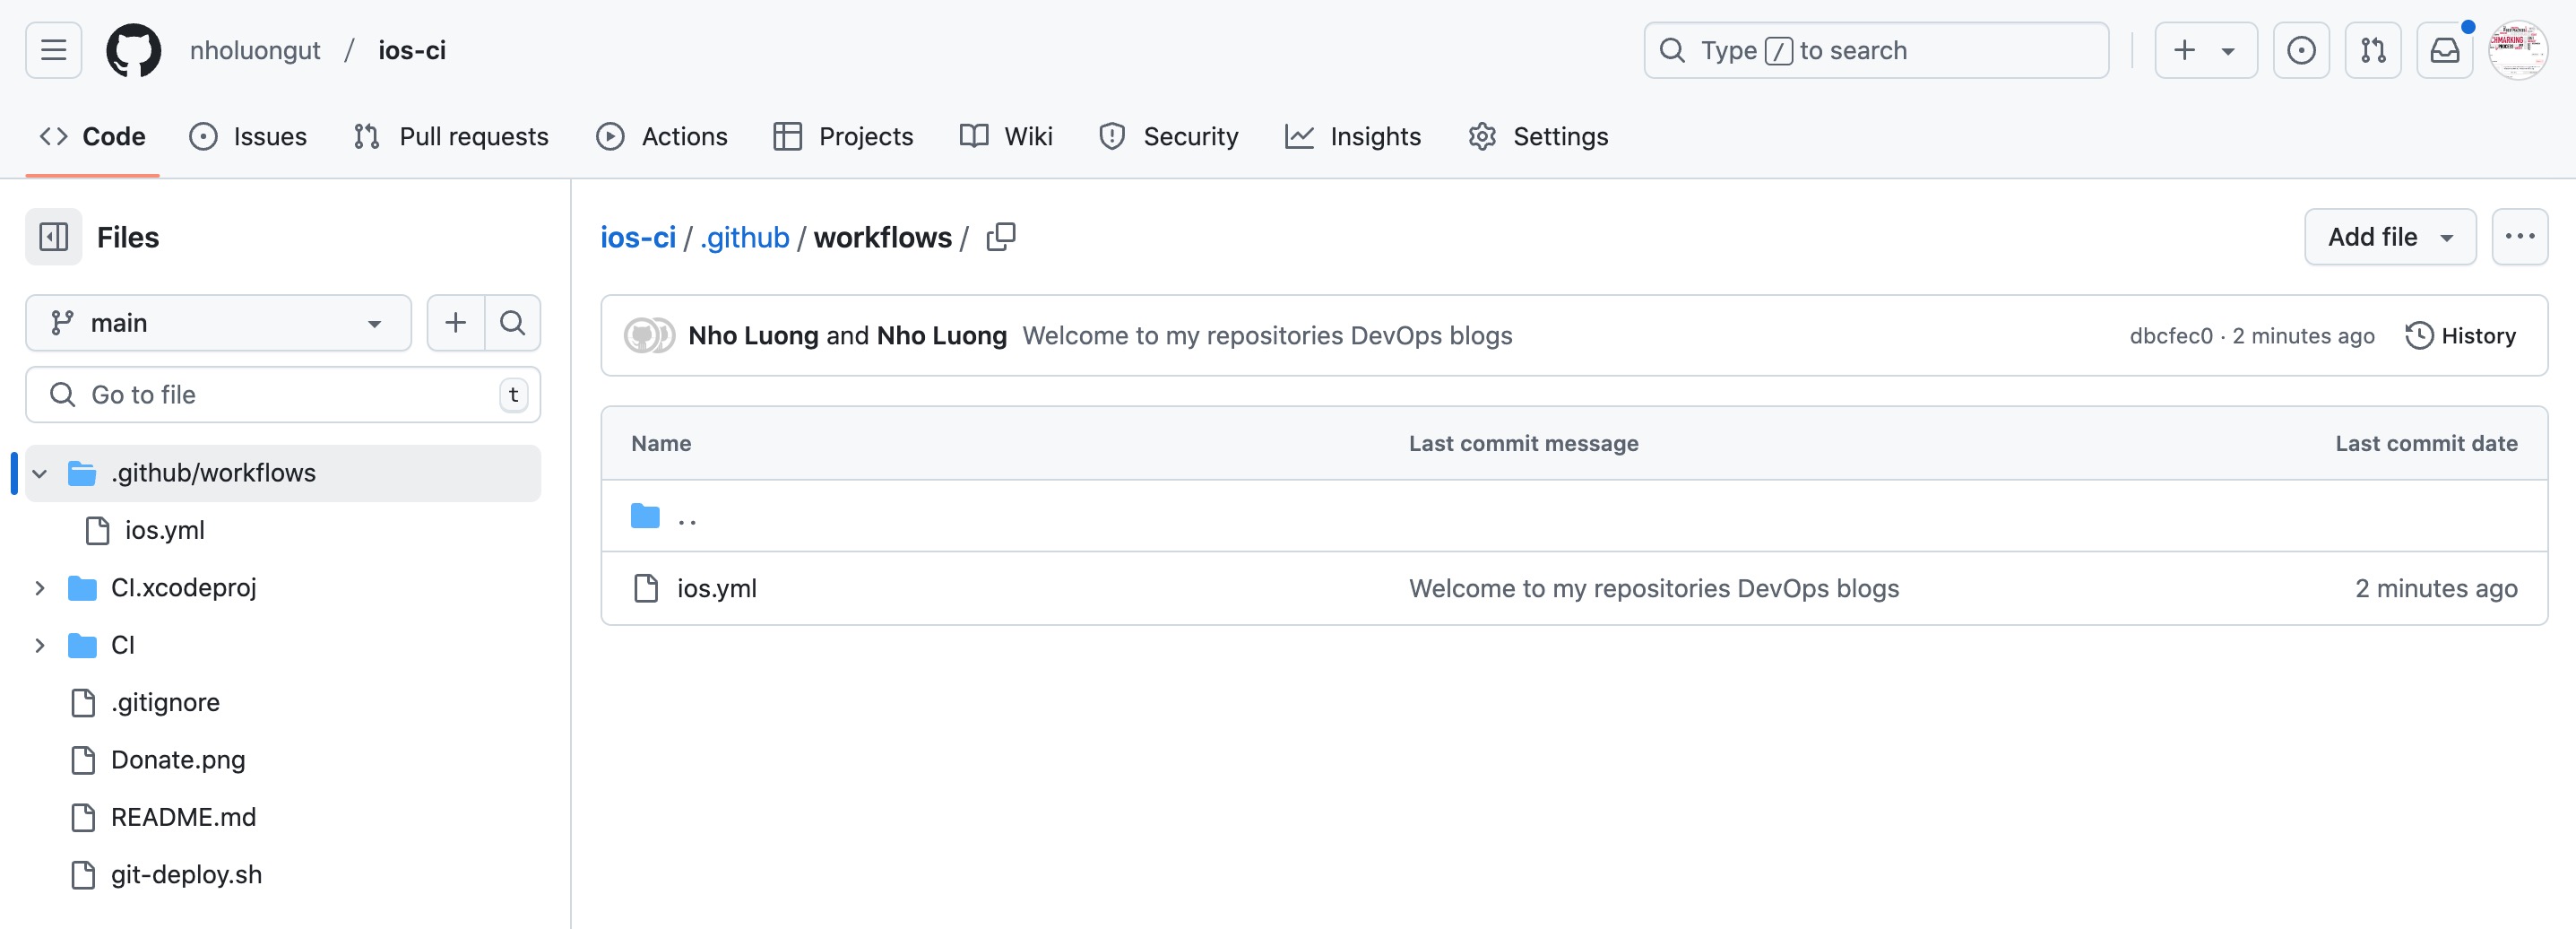 nholuongut / ios-ci
Type / to search
Code
Issues
Pull requests
Actions
Projects
Wiki
Security
Insights
Settings
Files
main
Go to file
t
.github/workflows
ios.yml
CI.xcodeproj
CI
.gitignore
Donate.png
README.md
git-deploy.sh
ios-ci / .github / workflows /
Add file
Nho Luong and Nho Luong Welcome to my repositories DevOps blogs
dbcfec0 · 2 minutes ago
History
Name Last commit message Last commit date
..
ios.yml Welcome to my repositories DevOps blogs 2 minutes ago